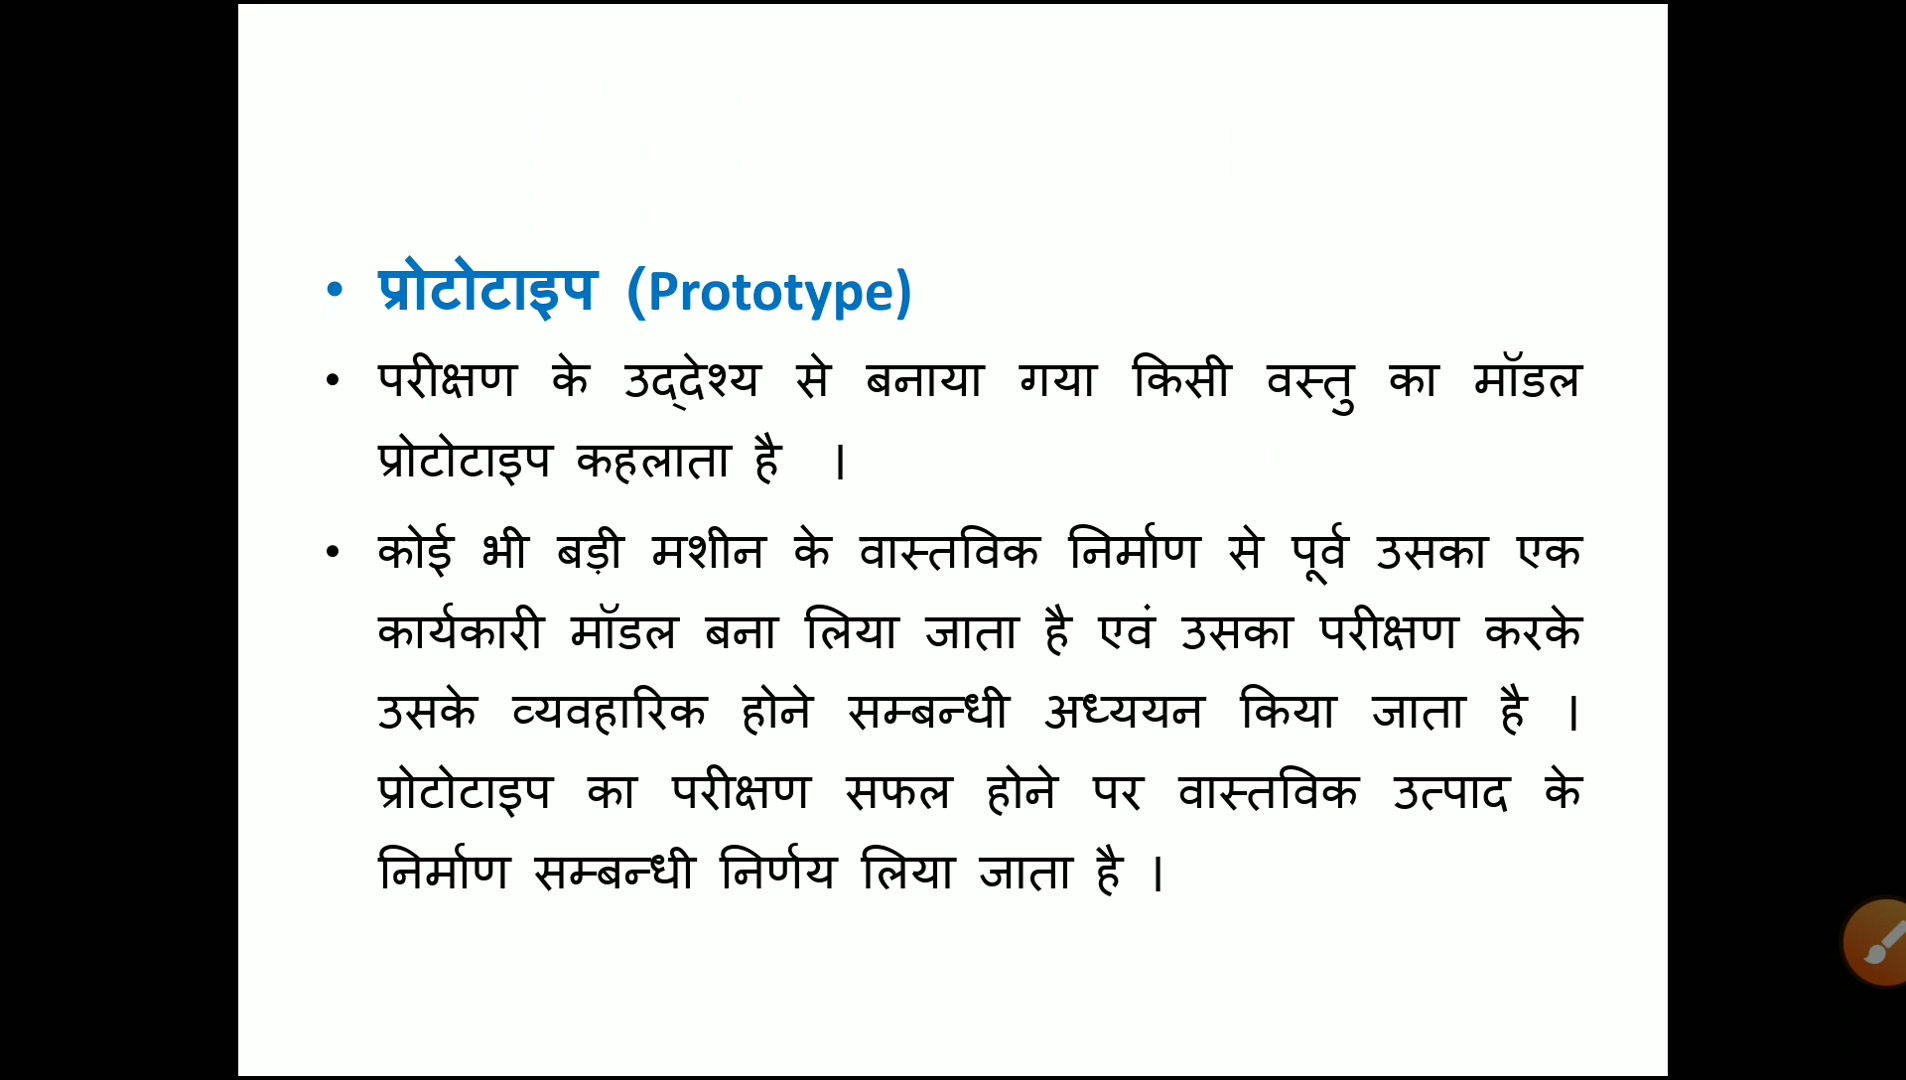 • प्रोटोटाइप (Prototype)
• परीक्षण के उद्देश्य से बनाया गया किसी वस्तु का मॉडल
प्रोटोटाइप कहलाता है ।
• कोई भी बड़ी मशीन के वास्तविक निर्माण से पूर्व उसका एक
कार्यकारी मॉडल बना लिया जाता है एवं उसका परीक्षण करके
उसके व्यवहारिक होने सम्बन्धी अध्ययन किया जाता है ।
प्रोटोटाइप का परीक्षण सफल होने पर वास्तविक उत्पाद के
निर्माण सम्बन्धी निर्णय लिया जाता है ।